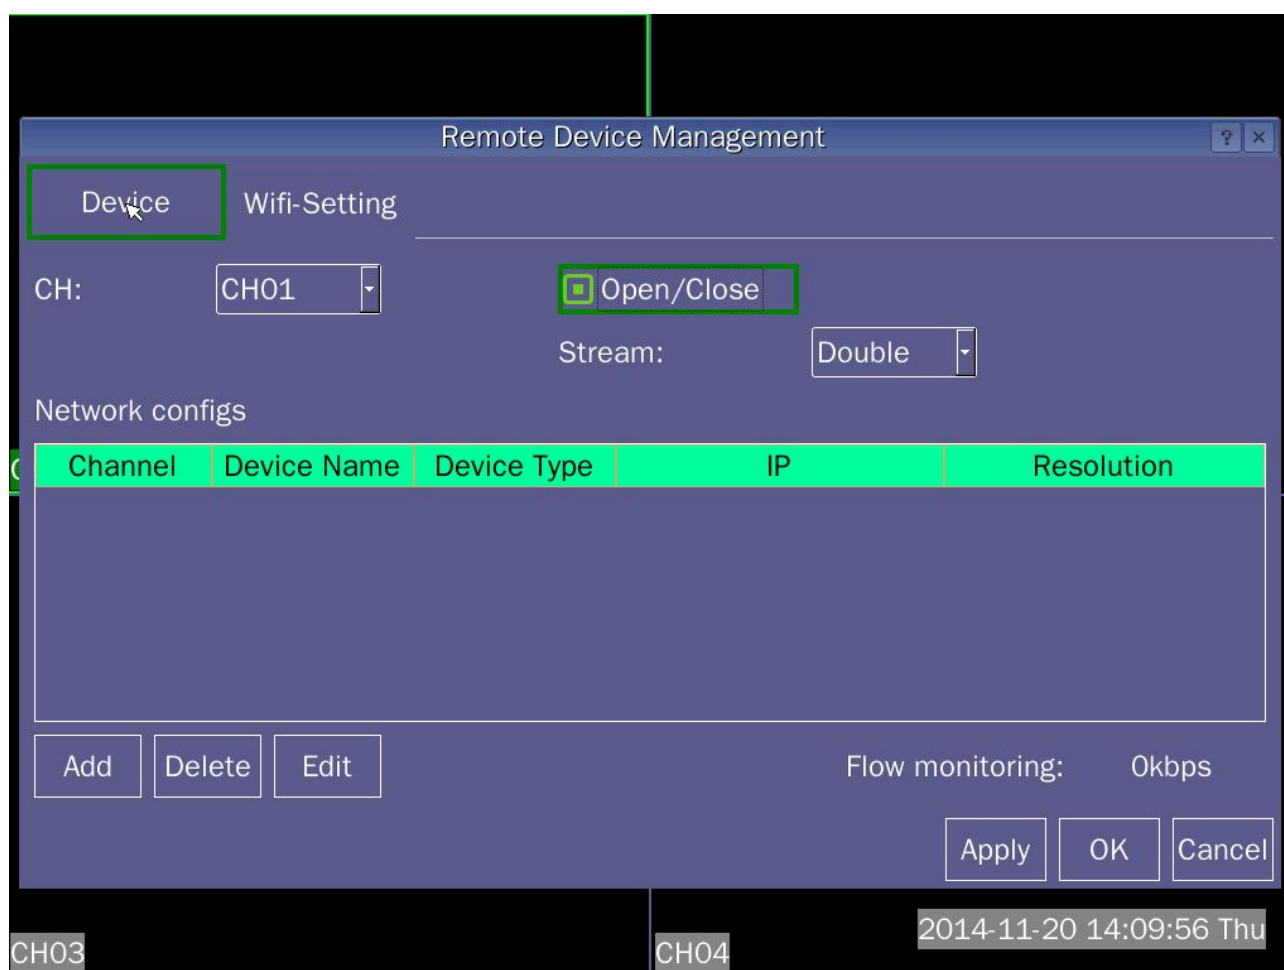 Remote Device Management ? ×
Device Wifi-Setting
CH: CH01 Open/Close
Stream: Double
Network configs
Channel Device Name Device Type IP Resolution
Add Delete Edit Flow monitoring: 0kbps
Apply OK Cancel
2014-11-20 14:09:56 Thu
CH03 CH04